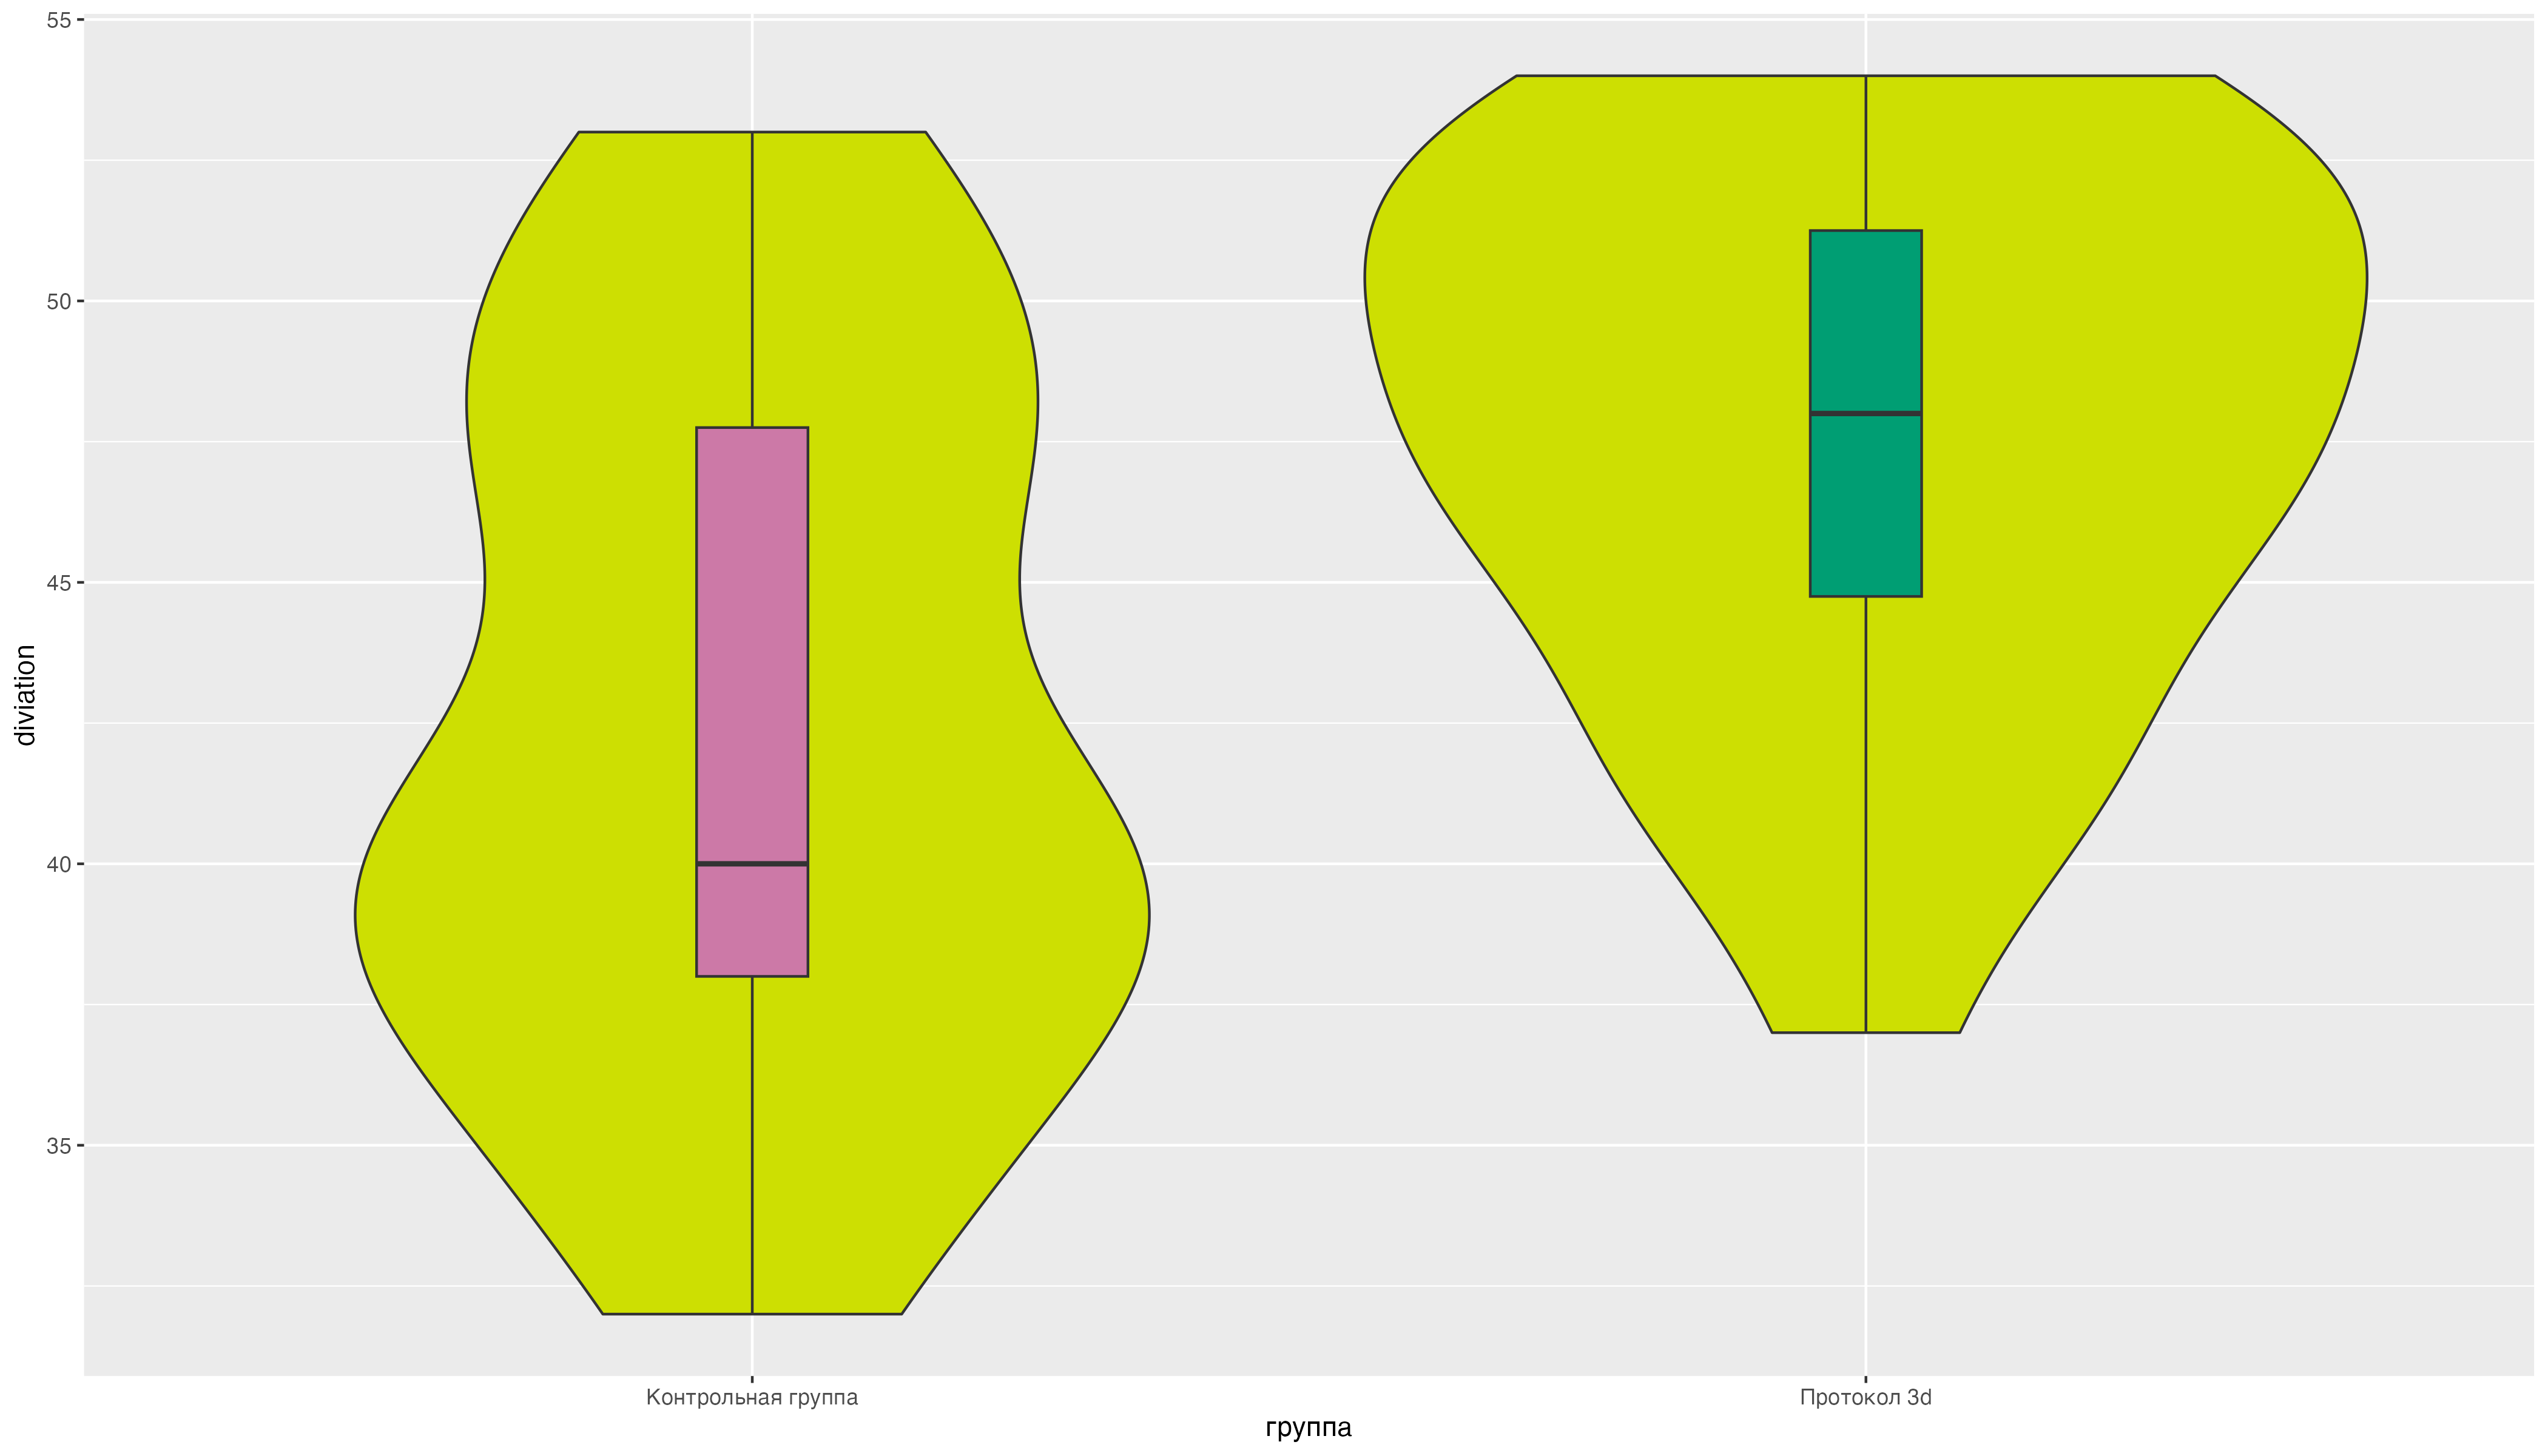 55
50
45
40
35
diviation
Контрольная группа
Протокол 3d
группа